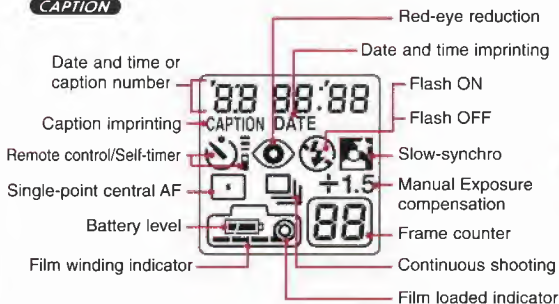 CAPTION
Red-eye reduction
Date and time or
caption number
Date and time imprinting
'88 88:'88
Flash ON
Caption imprinting
CAPTION DATE
Flash OFF
Remote control/Self-timer
Slow-synchro
Single-point central AF
+1.5
Manual Exposure
compensation
Battery level
88
Frame counter
Film winding indicator
Continuous shooting
Film loaded indicator